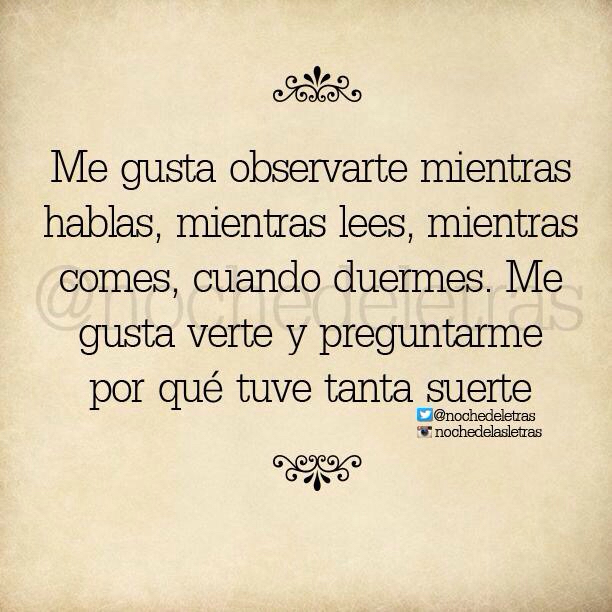 Me gusta observarte mientras
hablas, mientras lees, mientras
comes, cuando duermes. Me
gusta verte y preguntarme
por qué tuve tanta suerte
@nochedeletras
@nochedeletras
nochedelasletras